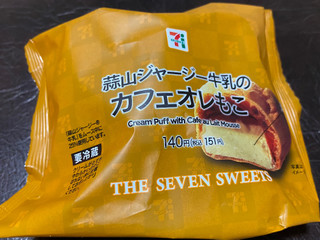 蒜山ジャージー牛乳の
カフェオレもこ
Cream Puff with Cafe au Lait Mousse
140円(税込151円)
要冷蔵
THE SEVEN SWEETS